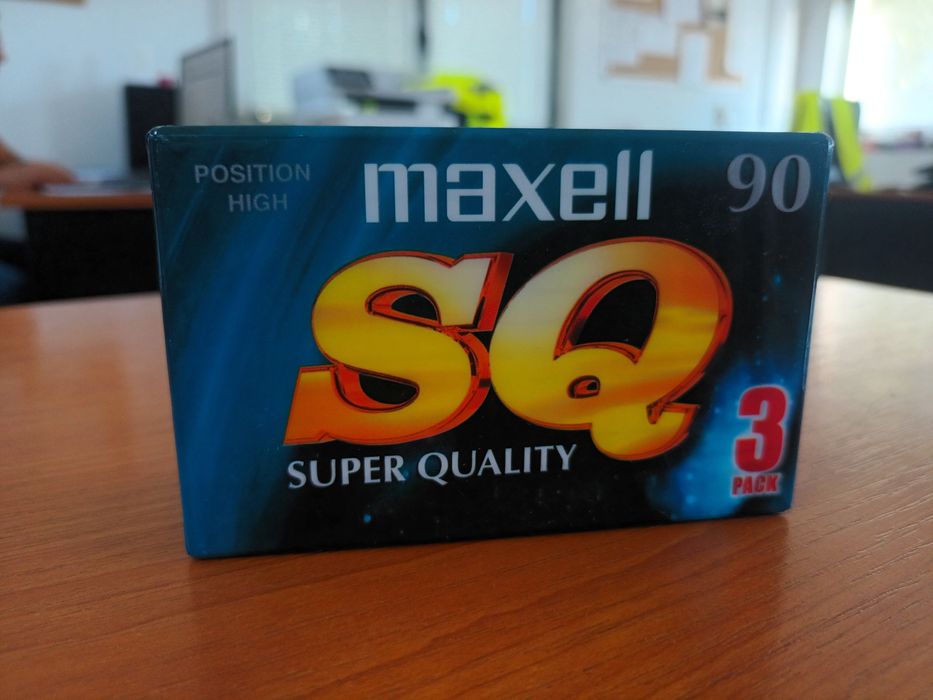 POSITION
HIGH
maxell
90
SQ
SUPER QUALITY
3
PACK